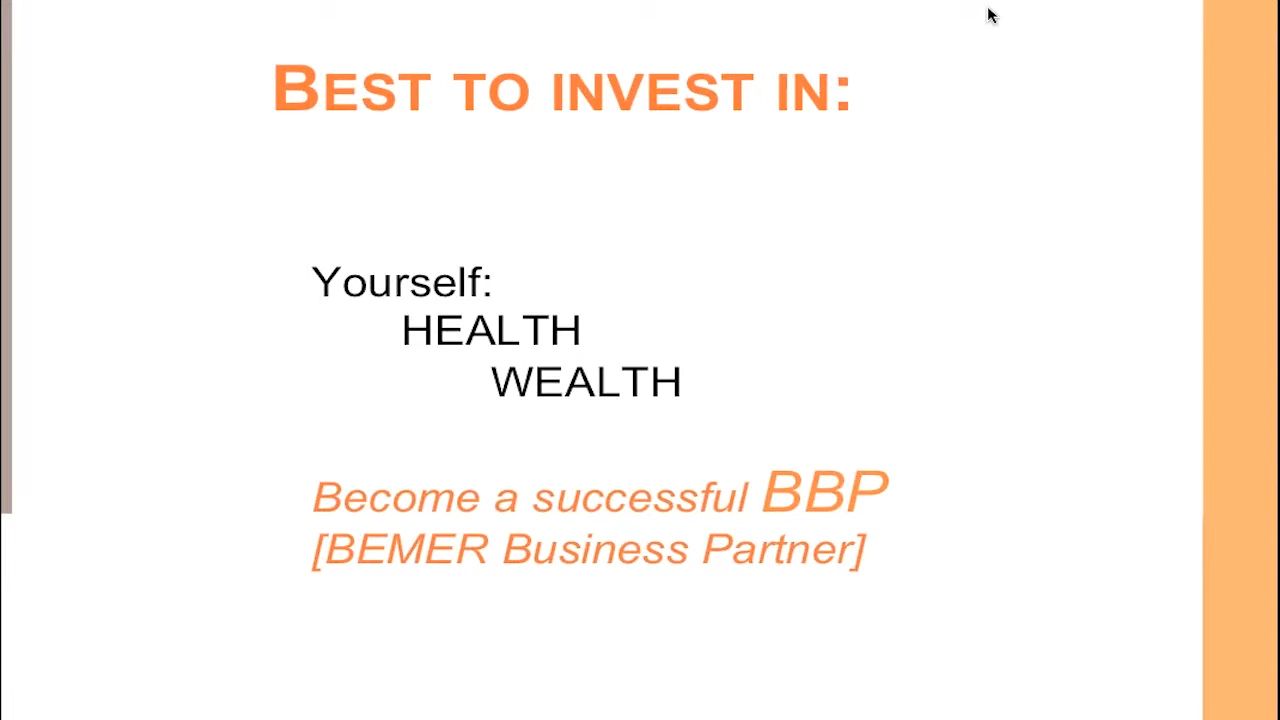 BEST TO INVEST IN:
Yourself:
HEALTH
WEALTH
Become a successful BBP
[BEMER Business Partner]